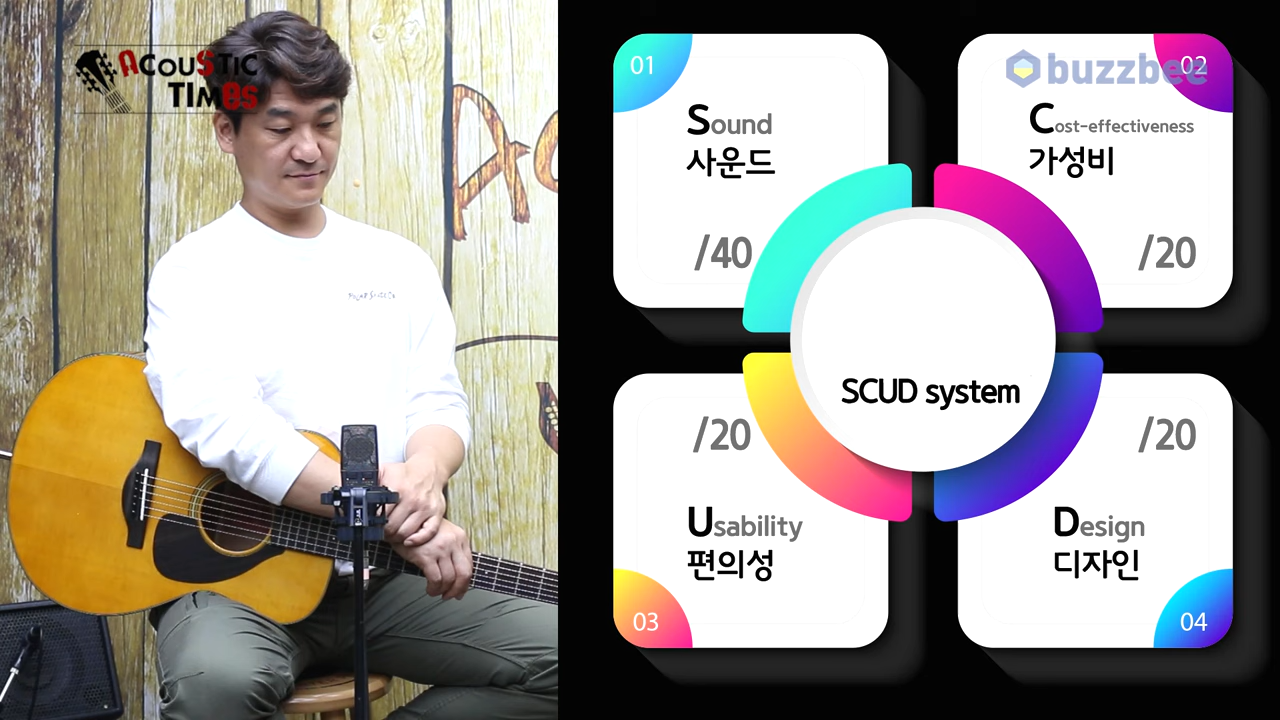 ACOUSTIC
TIMES
01
Sound
사운드
/40
buzzbee
02
Cost-effectiveness
가성비
/20
SCUD system
/20
Usability
편의성
03
/20
Design
디자인
04